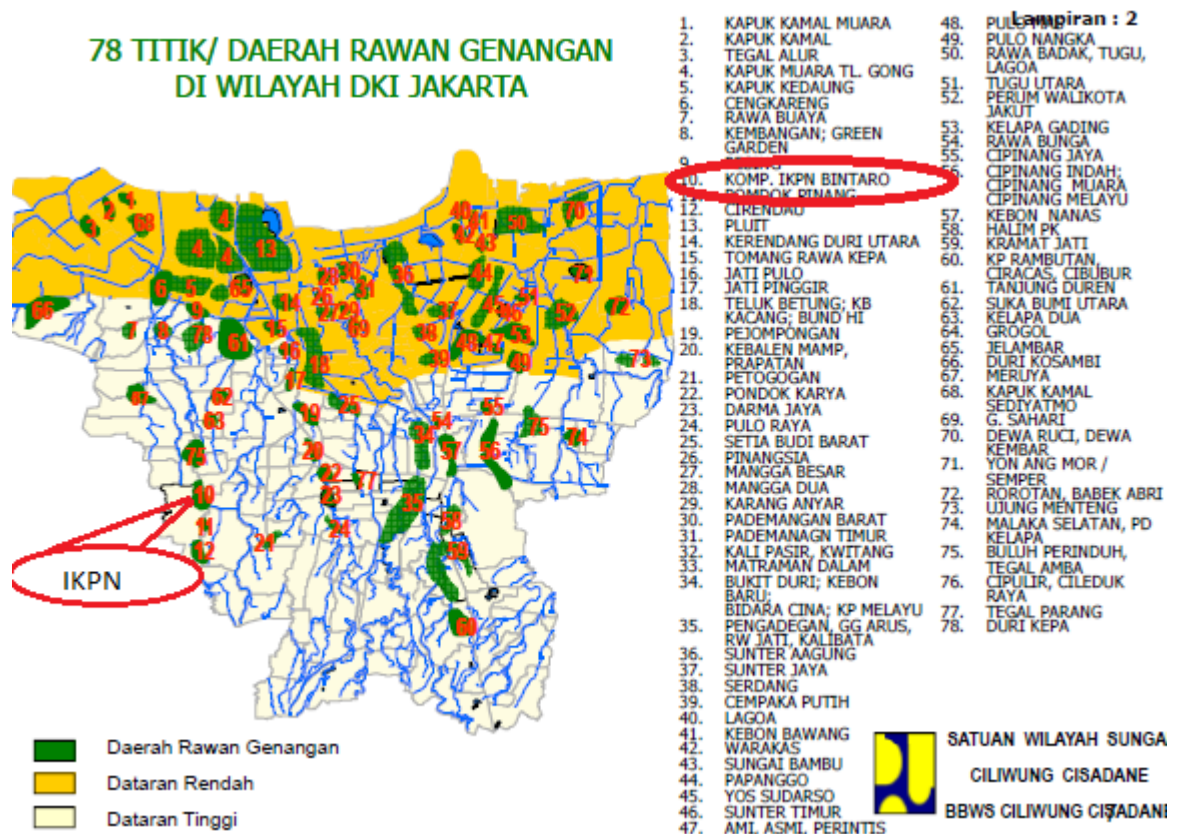 Lampiran : 2
78 TITIK/ DAERAH RAWAN GENANGAN
DI WILAYAH DKI JAKARTA
1. KAPUK KAMAL MUARA
2. KAPUK KAMAL
3. TEGAL ALUR
4. KAPUK MUARA TL. GONG
5. KAPUK KEDAUNG
6. CENGKARENG
7. RAWA BUAYA
8. KEMBANGAN; GREEN
GARDEN
9.
10. KOMP. IKPN BINTARO
PONDOK PINANG
12. CIRENDAU
13. PLUIT
14. KERENDANG DURI UTARA
15. TOMANG RAWA KEPA
16. JATI PULO
17. JATI PINGGIR
18. TELUK BETUNG; KB
KACANG; BUND HI
19. PEJOMPONGAN
20. KEBALEN MAMP,
PRAPATAN
21. PETOGOGAN
22. PONDOK KARYA
23. DARMA JAYA
24. PULO RAYA
25. SETIA BUDI BARAT
26. PINANGSIA
27. MANGGA BESAR
28. MANGGA DUA
29. KARANG ANYAR
30. PADEMANGAN BARAT
31. PADEMANAGN TIMUR
32. KALI PASIR, KWITANG
33. MATRAMAN DALAM
34. BUKIT DURI; KEBON
BARU;
BIDARA CINA; KP MELAYU
35. PENGADEGAN, GG ARUS,
RW JATI, KALIBATA
36. SUNTER AAGUNG
37. SUNTER JAYA
38. SERDANG
39. CEMPAKA PUTIH
40. LAGOA
41. KEBON BAWANG
42. WARAKAS
43. SUNGAI BAMBU
44. PAPANGGO
45. YOS SUDARSO
46. SUNTER TIMUR
47. AMI, ASMI, PERINTIS
48. PULO
49. PULO NANGKA
50. RAWA BADAK, TUGU,
LAGOA
51. TUGU UTARA
52. PERUM WALIKOTA
JAKUT
53. KELAPA GADING
54. RAWA BUNGA
55. CIPINANG JAYA
56. CIPINANG INDAH;
CIPINANG MUARA
CIPINANG MELAYU
57. KEBON NANAS
58. HALIM PK
59. KRAMAT JATI
60. KP RAMBUTAN,
CIRACAS, CIBUBUR
61. TANJUNG DUREN
62. SUKA BUMI UTARA
63. KELAPA DUA
64. GROGOL
65. JELAMBAR
66. DURI KOSAMBI
67. MERUYA
68. KAPUK KAMAL
SEDIYATMO
69. G. SAHARI
70. DEWA RUCI, DEWA
KEMBAR
71. YON ANG MOR /
SEMPER
72. ROROTAN, BABEK ABRI
73. UJUNG MENTENG
74. MALAKA SELATAN, PD
KELAPA
75. BULUH PERINDUH,
TEGAL AMBA
76. CIPULIR, CILEDUK
RAYA
77. TEGAL PARANG
78. DURI KEPA
IKPN
Daerah Rawan Genangan
Dataran Rendah
Dataran Tinggi
SATUAN WILAYAH SUNGA
CILIWUNG CISADANE
BBWS CILIWUNG CISADANE